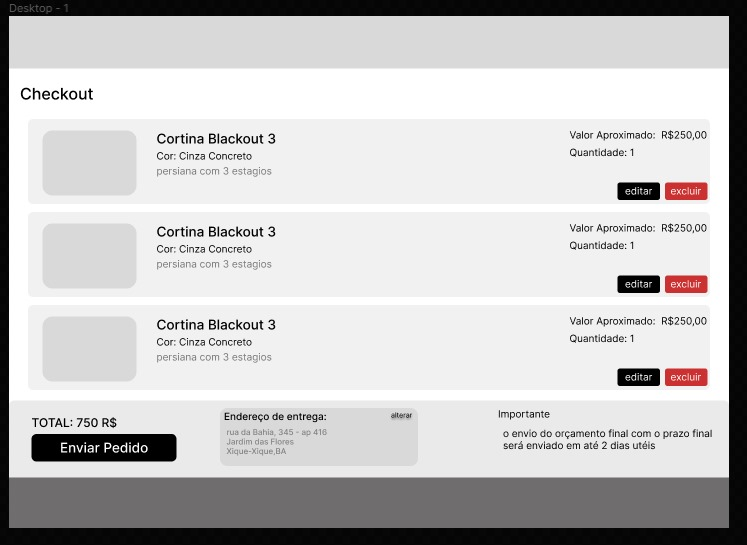 Desktop - 1
Checkout
Cortina Blackout 3
Cor: Cinza Concreto
persiana com 3 estagios
Valor Aproximado: R$250,00
Quantidade: 1
editar excluir
Cortina Blackout 3
Cor: Cinza Concreto
persiana com 3 estagios
Valor Aproximado: R$250,00
Quantidade: 1
editar excluir
Cortina Blackout 3
Cor: Cinza Concreto
persiana com 3 estagios
Valor Aproximado: R$250,00
Quantidade: 1
editar excluir
TOTAL: 750 R$
Enviar Pedido
Endereço de entrega: alterar
rua da Bahia, 345 - ap 416
Jardim das Flores
Xique-Xique,BA
Importante
o envio do orçamento final com o prazo final
será enviado em até 2 dias utéis